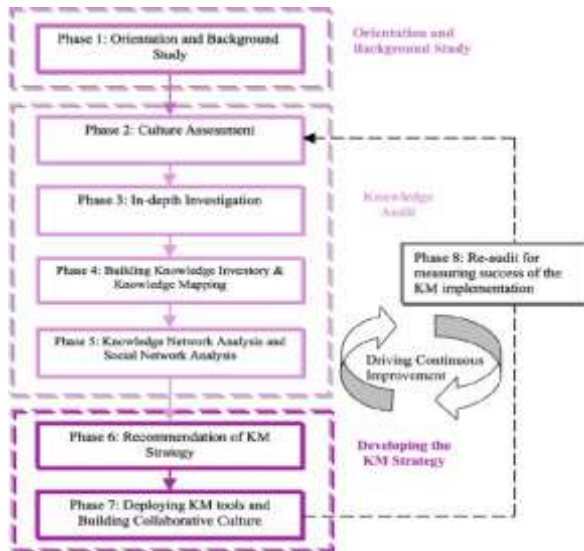 Phase 1: Orientation and Background
Study
Orientation and
Background Study
Phase 2: Culture Assessment
Phase 3: In-depth Investigation
Knowledge
Audit
Phase 4: Building Knowledge Inventory &
Knowledge Mapping
Phase 5: Knowledge Network Analysis and
Social Network Analysis
Phase 8: Re-audit for
measuring success of the
KM implementation
Driving Continuous
Improvement
Phase 6: Recommendation of KM
Strategy
Developing the
KM Strategy
Phase 7: Deploying KM tools and
Building Collaborative Culture